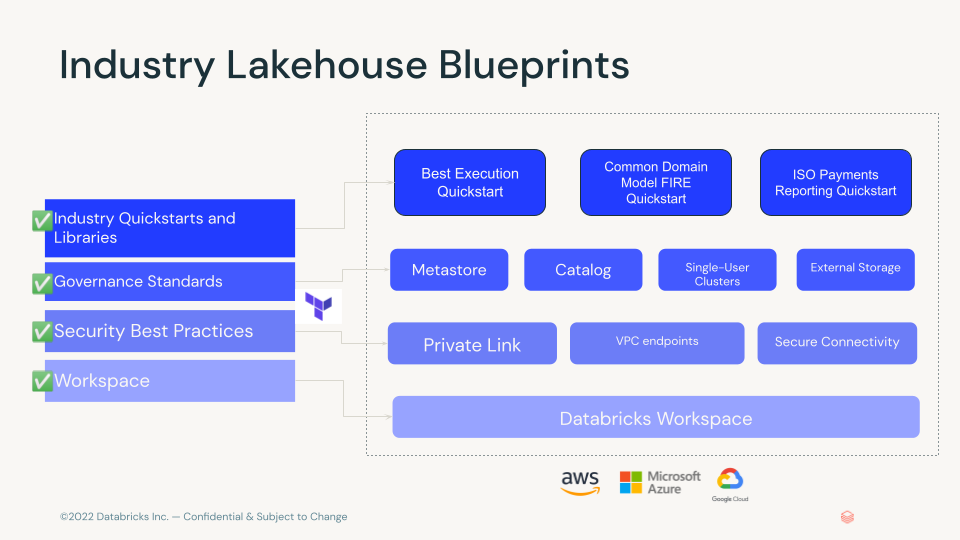 Industry Lakehouse Blueprints
Industry Quickstarts and
Libraries
Governance Standards
Security Best Practices
Workspace
Best Execution
Quickstart
Common Domain
Model FIRE
Quickstart
ISO Payments
Reporting Quickstart
Metastore
Catalog
Single-User
Clusters
External Storage
Private Link
VPC endpoints
Secure Connectivity
Databricks Workspace
aws
Microsoft
Azure
Google Cloud
©2022 Databricks Inc. — Confidential & Subject to Change